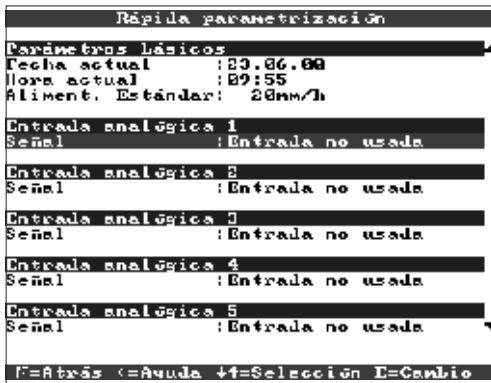 Rápida parametrización
Parámetros básicos
Fecha actual :23.06.00
Hora actual :09:55
Aliment. Estándar: 20mm/h
Entrada analógica 1
Señal :Entrada no usada
Entrada analógica 2
Señal :Entrada no usada
Entrada analógica 3
Señal :Entrada no usada
Entrada analógica 4
Señal :Entrada no usada
Entrada analógica 5
Señal :Entrada no usada
=Atrás =Ayuda ↓↑=Selección E=Cambio